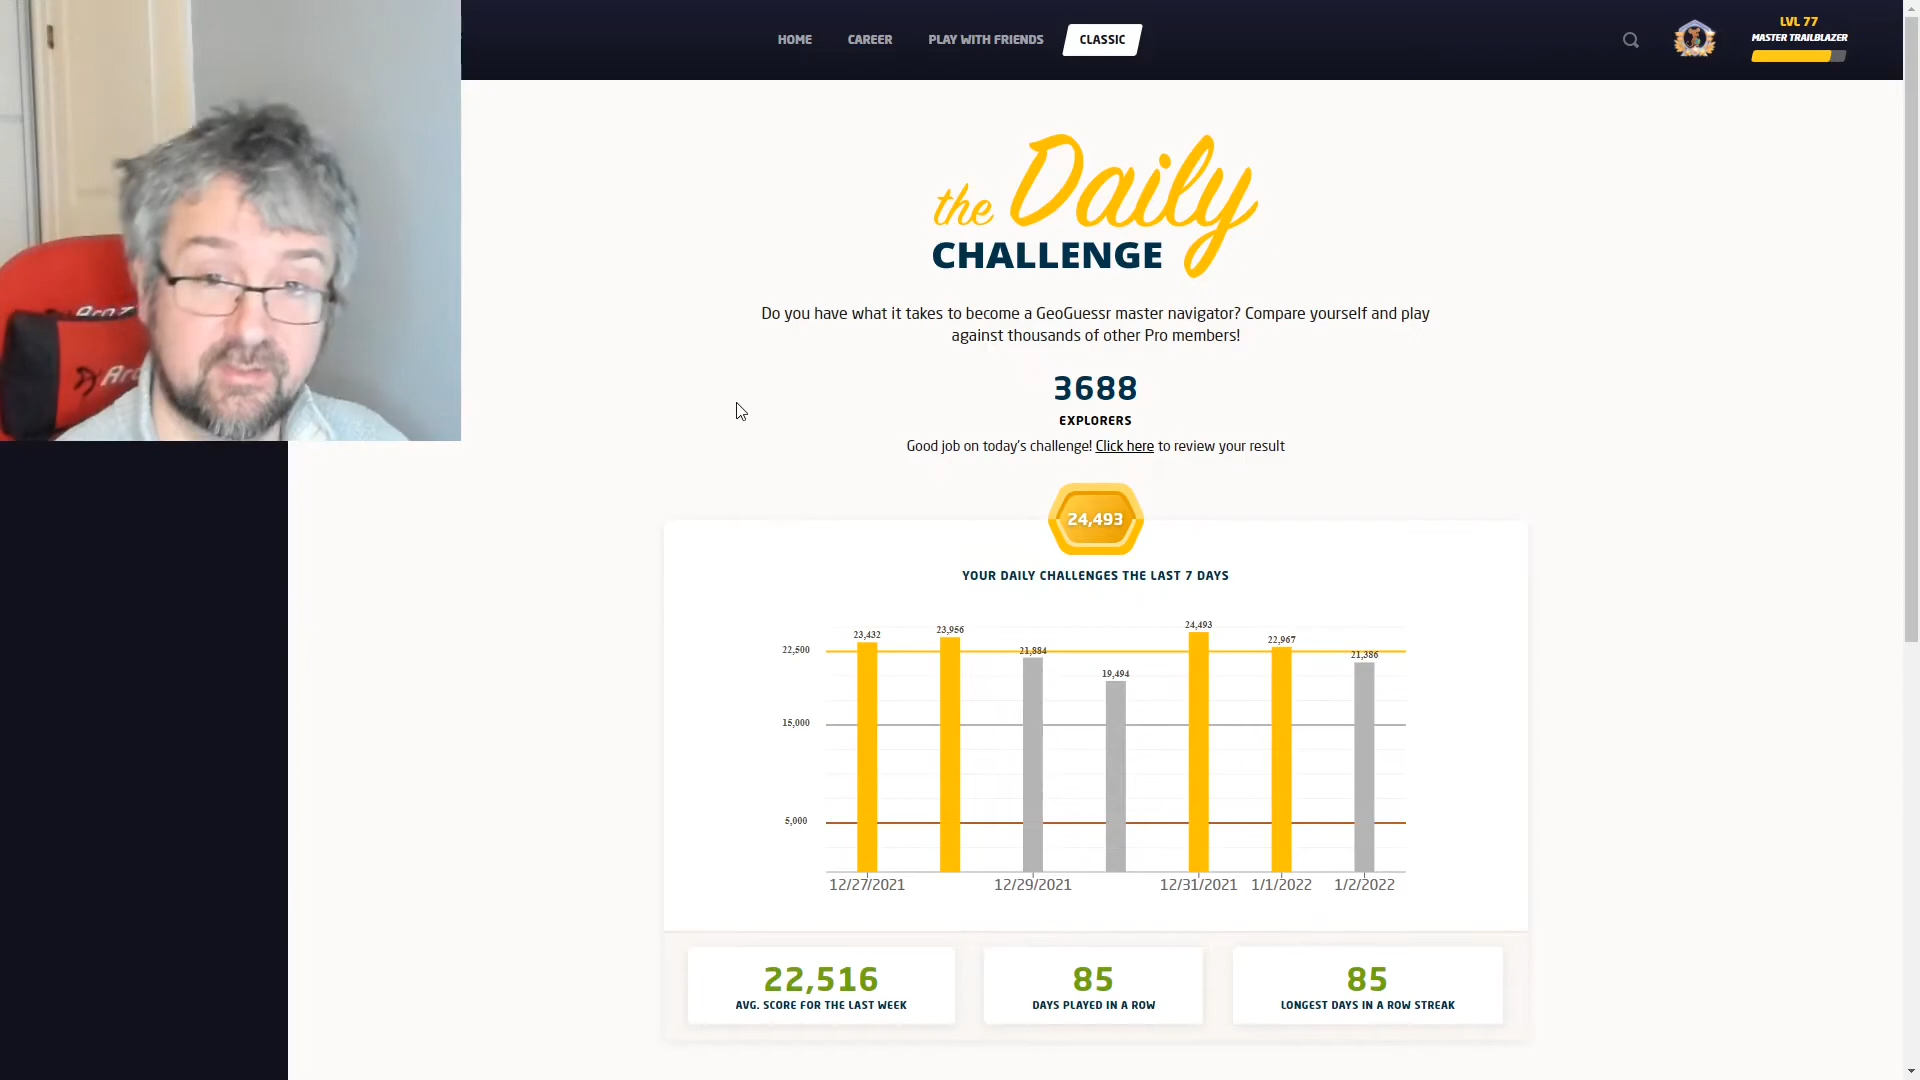 HOME CAREER PLAY WITH FRIENDS CLASSIC
LVL 77
MASTER TRAILBLAZER
the Daily
CHALLENGE
Do you have what it takes to become a GeoGuessr master navigator? Compare yourself and play
against thousands of other Pro members!
3688
EXPLORERS
Good job on today's challenge! Click here to review your result
24,493
YOUR DAILY CHALLENGES THE LAST 7 DAYS
23,432 23,956 21,884 19,494 24,493 22,967 21,386
22,500
15,000
5,000
12/27/2021 12/29/2021 12/31/2021 1/1/2022 1/2/2022
22,516 85 85
AVG. SCORE FOR THE LAST WEEK DAYS PLAYED IN A ROW LONGEST DAYS IN A ROW STREAK